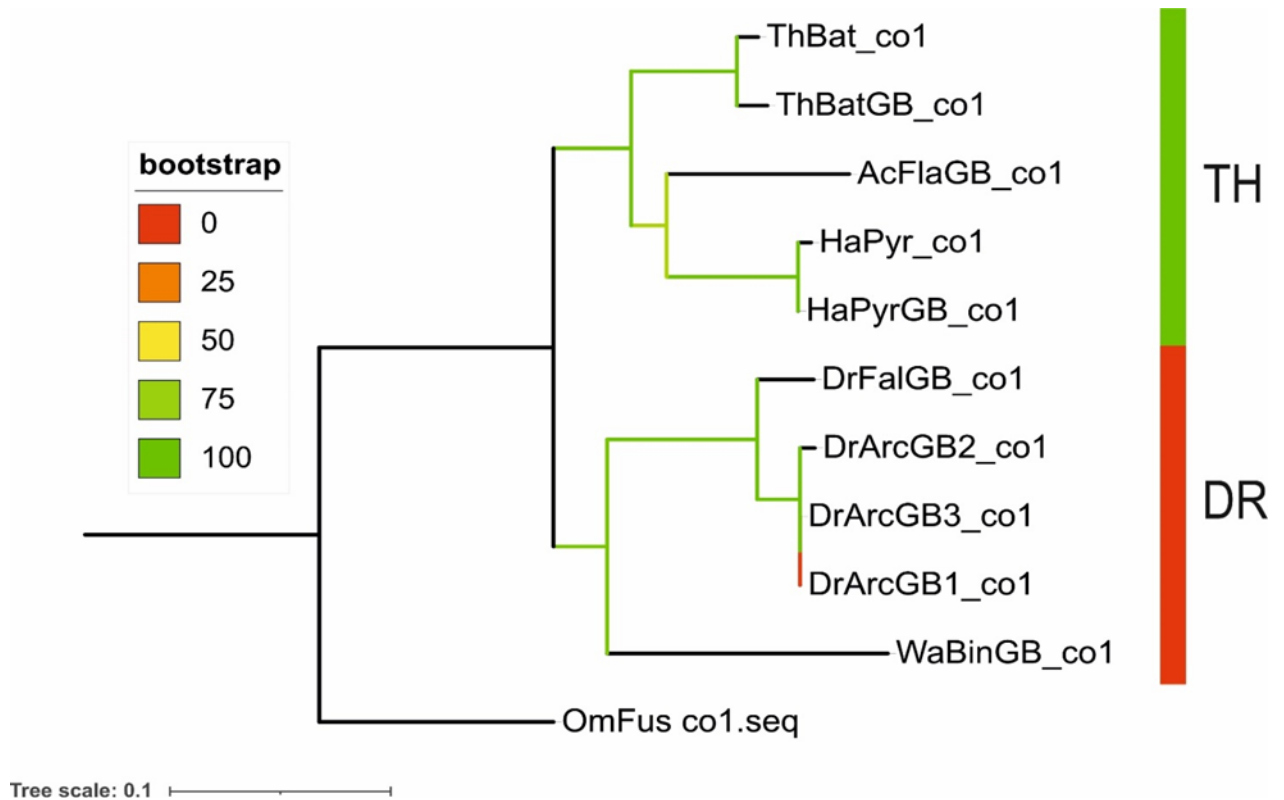 bootstrap
0
25
50
75
100
ThBat_co1
ThBatGB_co1
AcFlaGB_co1
HaPyr_co1
HaPyrGB_co1
DrFalGB_co1
DrArcGB2_co1
DrArcGB3_co1
DrArcGB1_co1
WaBinGB_co1
OmFus co1.seq
TH
DR
Tree scale: 0.1